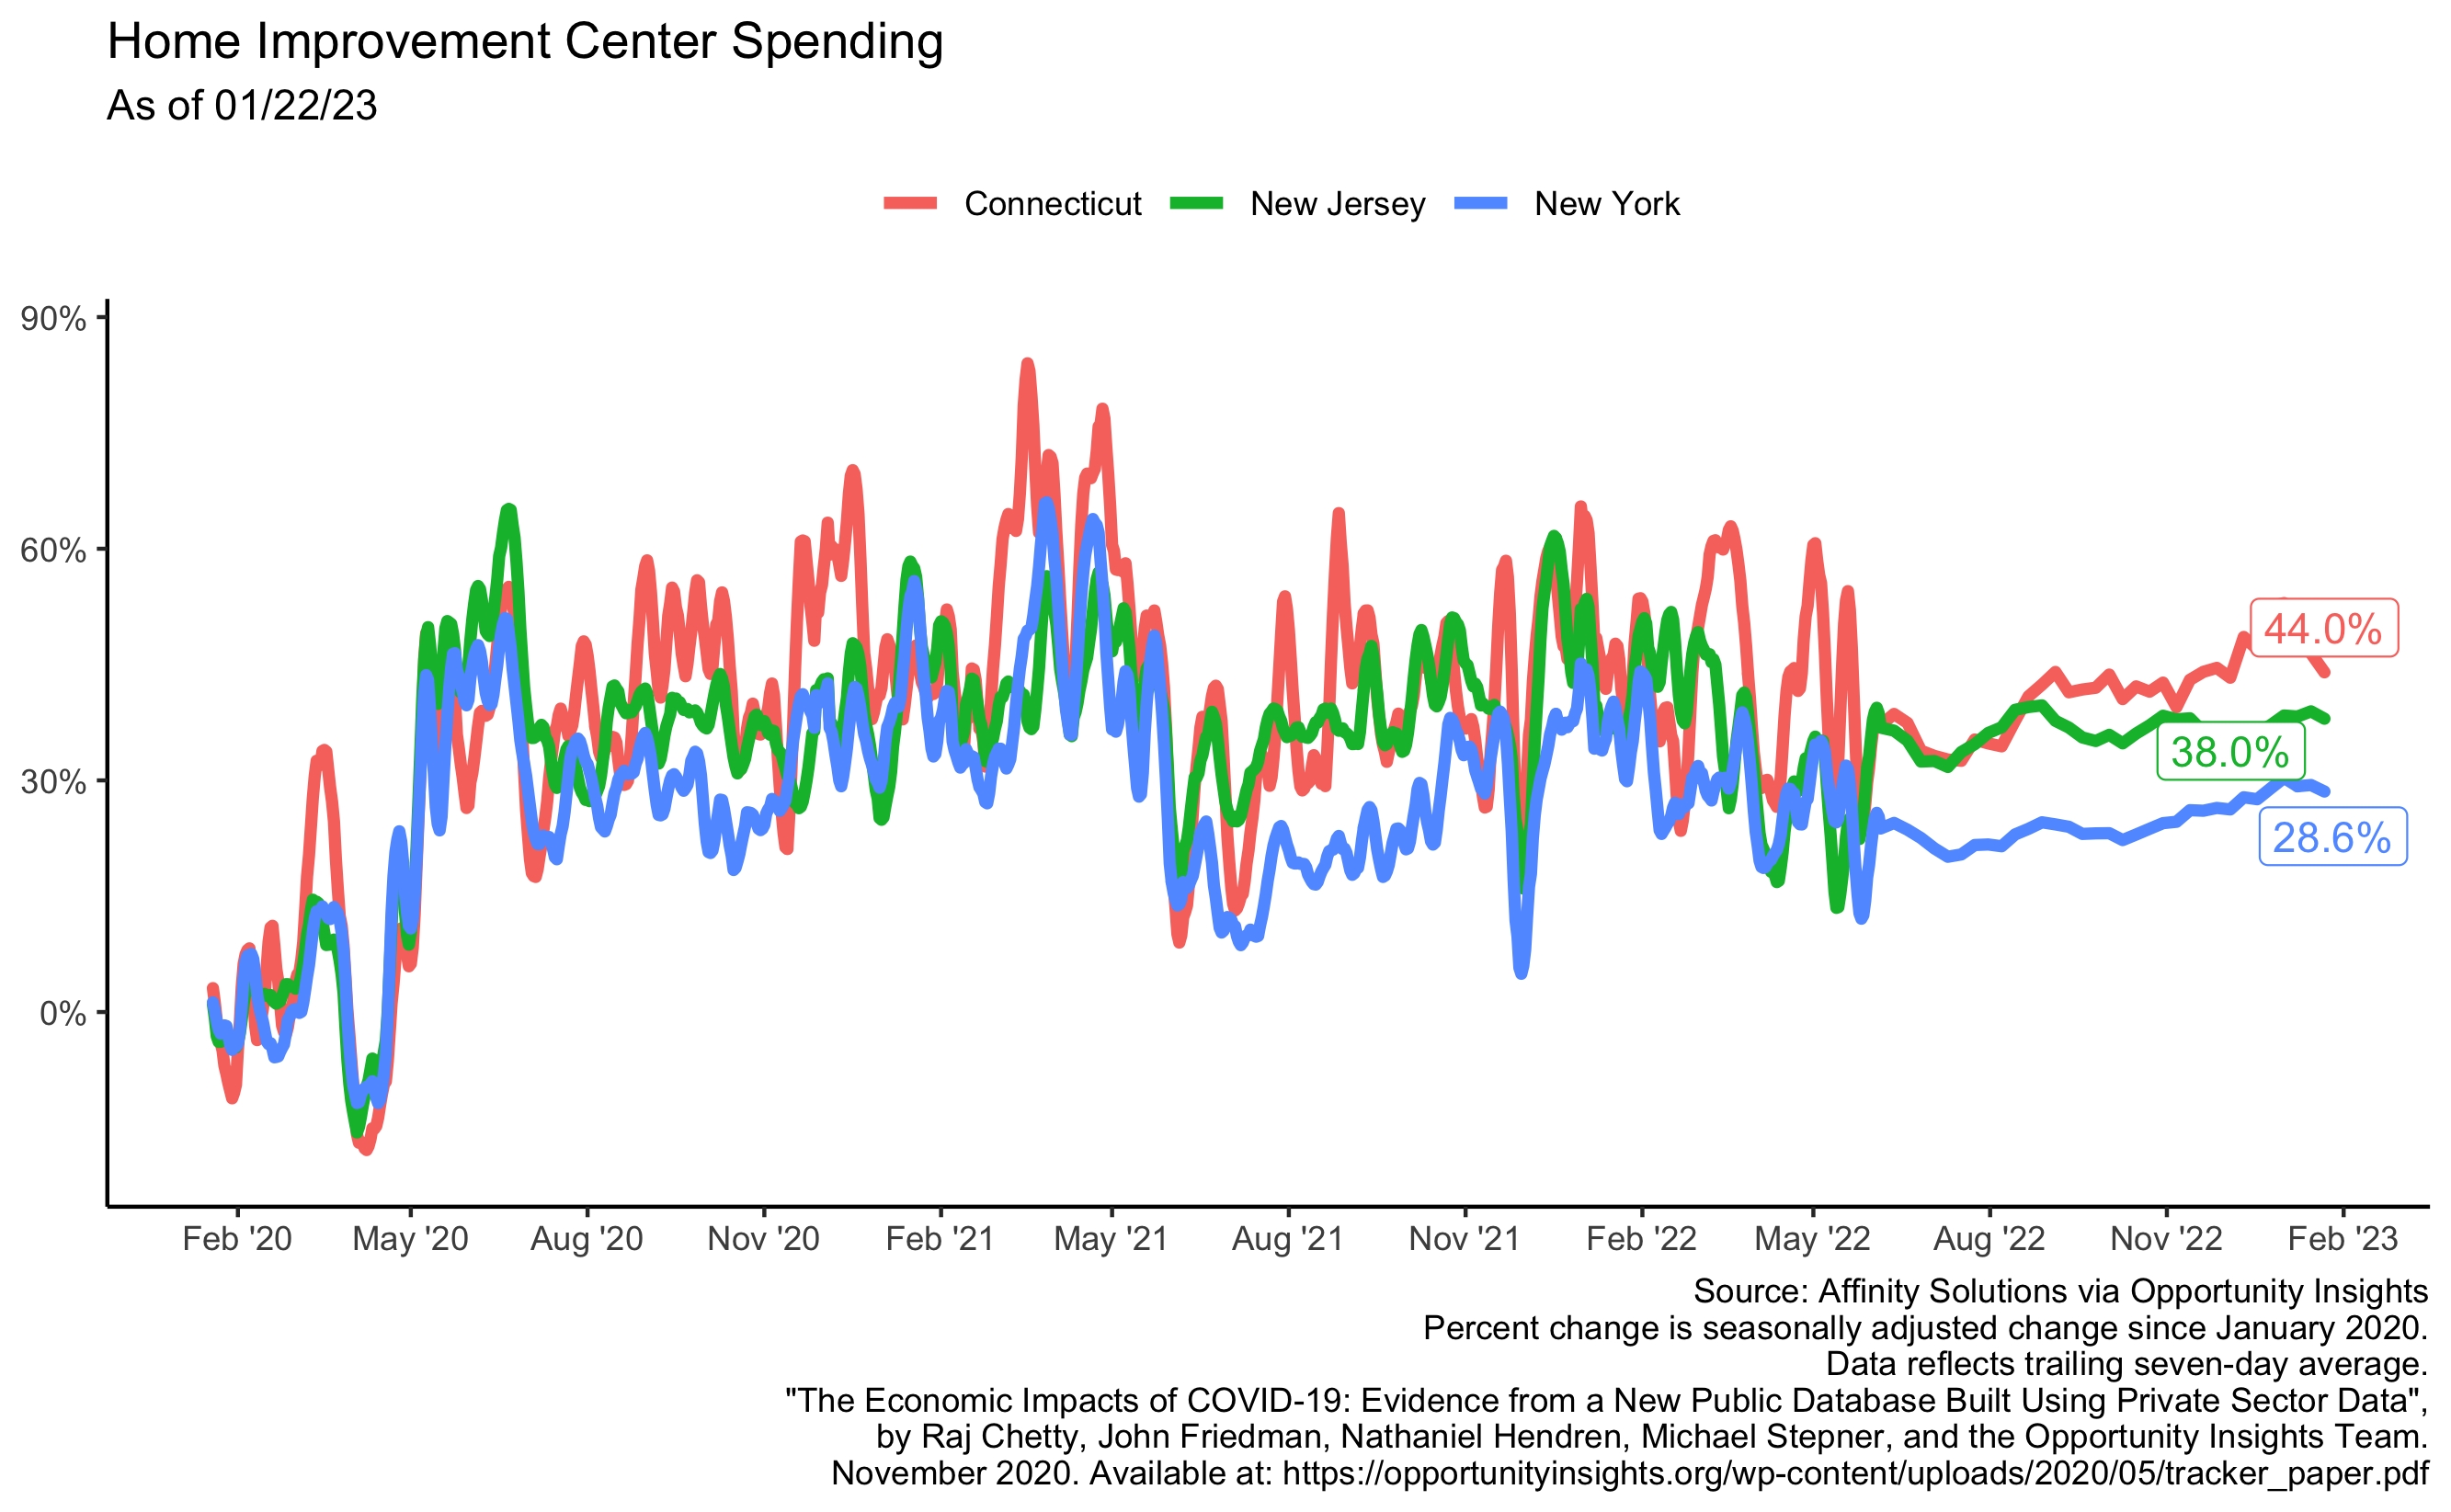 Home Improvement Center Spending
As of 01/22/23
Connecticut New Jersey New York
90%
60%
30%
0%
44.0%
38.0%
28.6%
Feb '20 May '20 Aug '20 Nov '20 Feb '21 May '21 Aug '21 Nov '21 Feb '22 May '22 Aug '22 Nov '22 Feb '23
Source: Affinity Solutions via Opportunity Insights
Percent change is seasonally adjusted change since January 2020.
Data reflects trailing seven-day average.
"The Economic Impacts of COVID-19: Evidence from a New Public Database Built Using Private Sector Data",
by Raj Chetty, John Friedman, Nathaniel Hendren, Michael Stepner, and the Opportunity Insights Team.
November 2020. Available at: https://opportunityinsights.org/wp-content/uploads/2020/05/tracker_paper.pdf